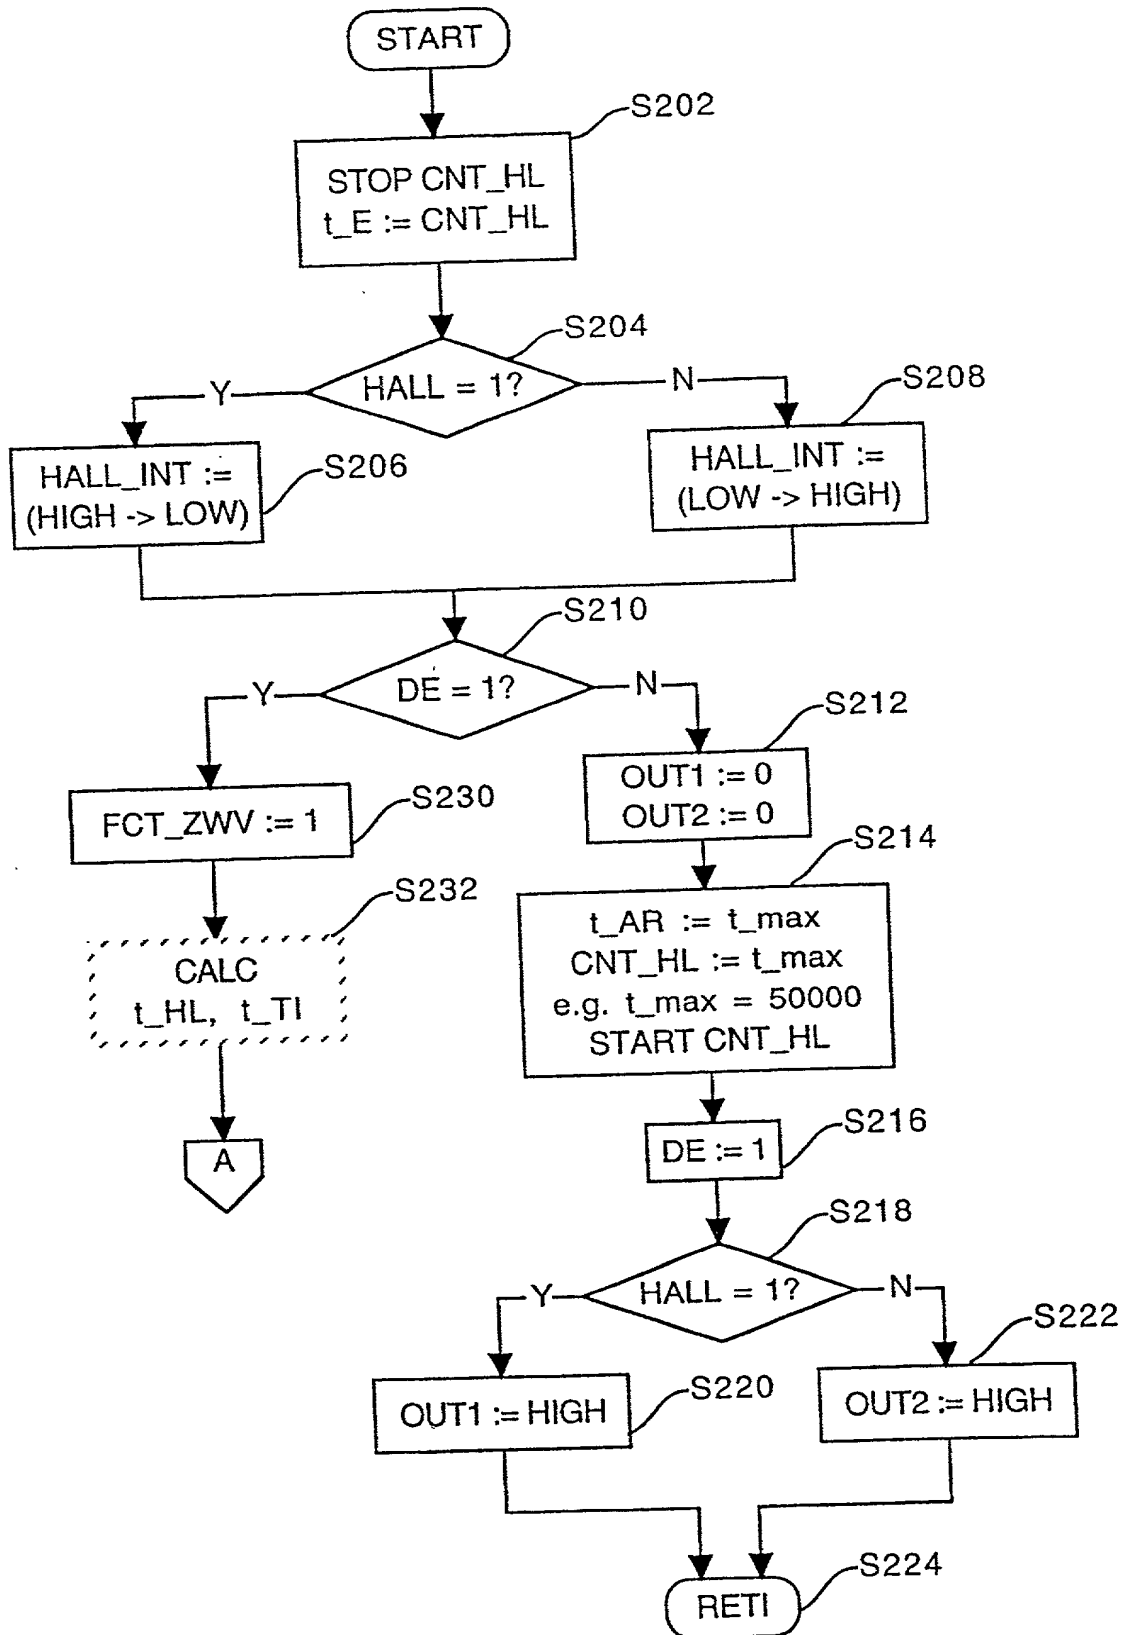 START
S202
STOP CNT_HL
t_E := CNT_HL
S204
HALL = 1?
Y
N
S208
HALL_INT :=
(HIGH -> LOW)
S206
HALL_INT :=
(LOW -> HIGH)
S210
DE = 1?
Y
N
S212
OUT1 := 0
OUT2 := 0
FCT_ZWV := 1
S230
S214
t_AR := t_max
CNT_HL := t_max
e.g. t_max = 50000
START CNT_HL
S232
CALC
t_HL, t_TI
A
S216
DE := 1
S218
HALL = 1?
Y
N
S222
OUT1 := HIGH
S220
OUT2 := HIGH
S224
RETI